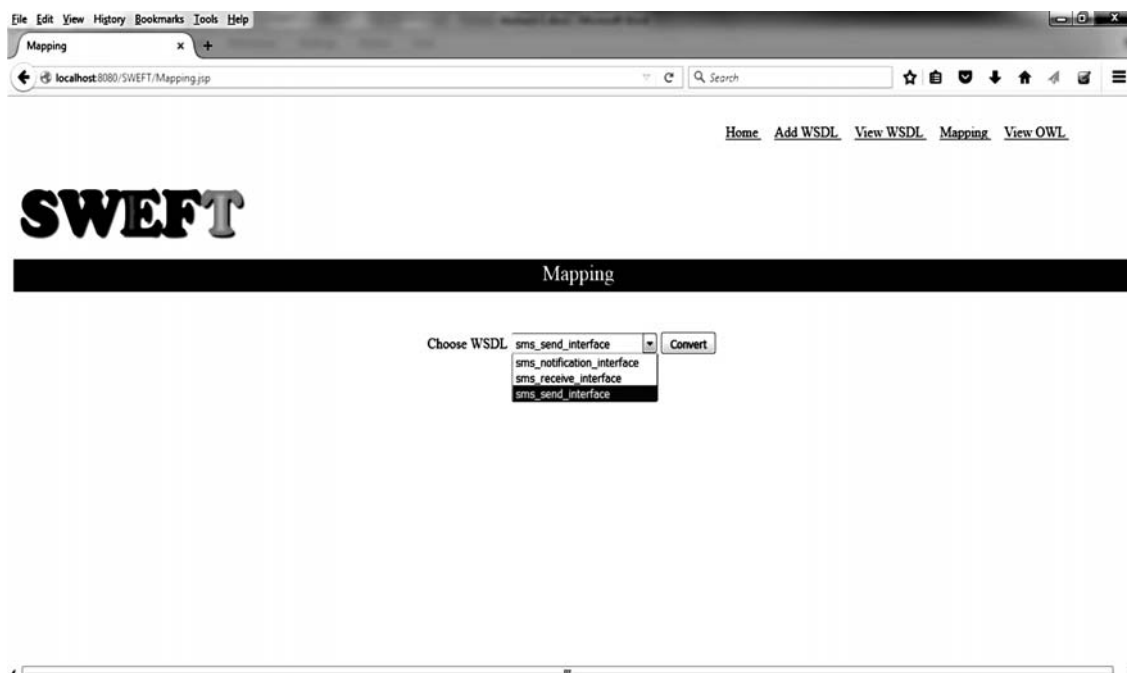 File Edit View History Bookmarks Tools Help
Mapping
localhost:8080/SWEFT/Mapping.jsp
Search
Home Add WSDL View WSDL Mapping View OWL
SWEFT
Mapping
Choose WSDL sms_send_interface Convert
sms_notification_interface
sms_receive_interface
sms_send_interface